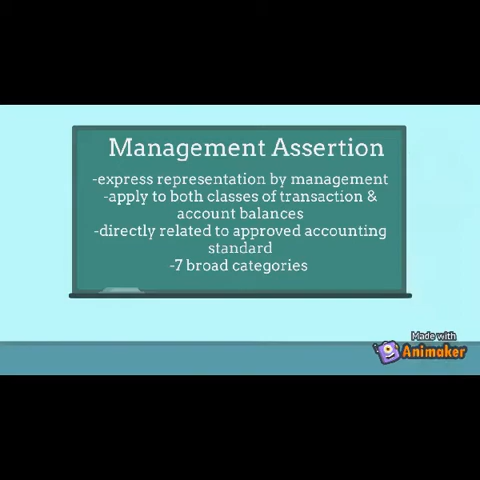 Management Assertion
-express representation by management
-apply to both classes of transaction &
account balances
-directly related to approved accounting
standard
-7 broad categories
Made with
Animaker